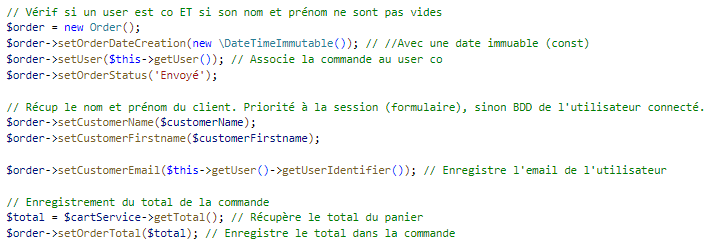 // Vérif si un user est co ET si son nom et prénom ne sont pas vides
$order = new Order();
$order->setOrderDateCreation(new \DateTimeImmutable()); // //Avec une date immuable (const)
$order->setUser($this->getUser()); // Associe la commande au user co
$order->setOrderStatus('Envoyé');
// Récup le nom et prénom du client. Priorité à la session (formulaire), sinon BDD de l'utilisateur connecté.
$order->setCustomerName($customerName);
$order->setCustomerFirstname($customerFirstname);
$order->setCustomerEmail($this->getUser()->getUserIdentifier()); // Enregistre l'email de l'utilisateur
// Enregistrement du total de la commande
$total = $cartService->getTotal(); // Récupère le total du panier
$order->setOrderTotal($total); // Enregistre le total dans la commande